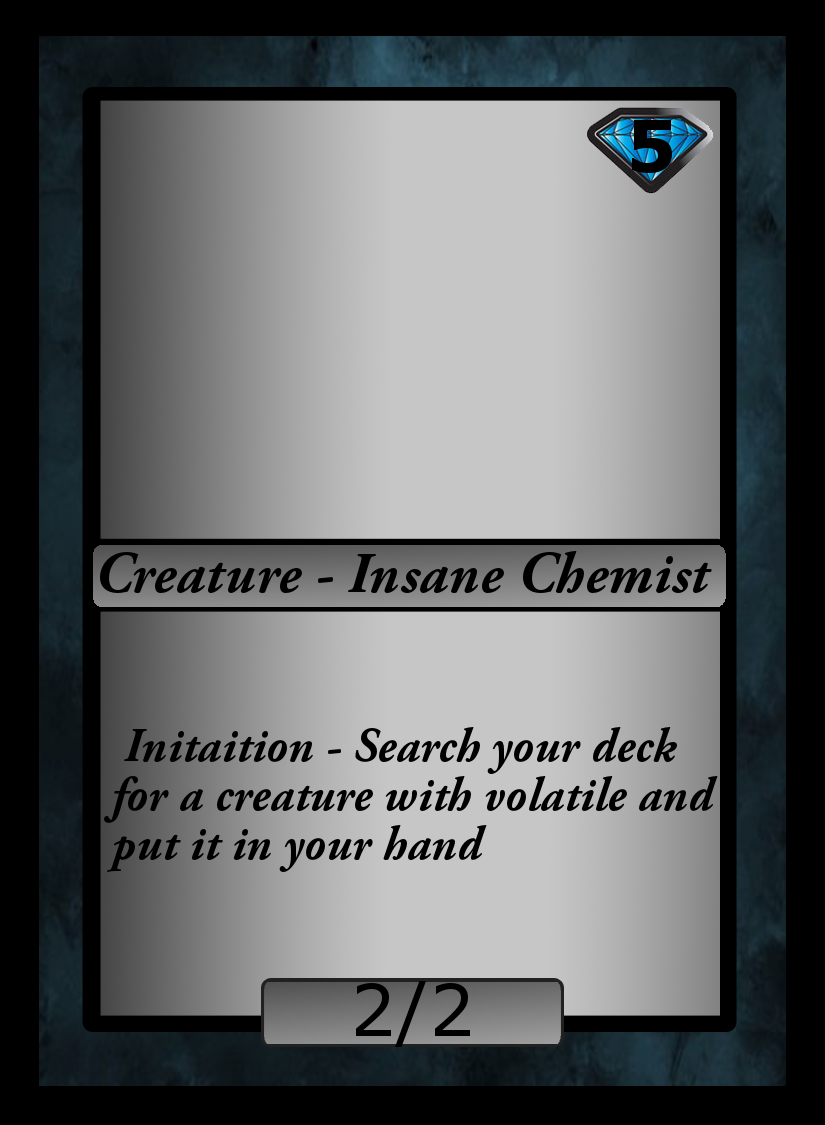 5
Creature - Insane Chemist
Initaition - Search your deck
for a creature with volatile and
put it in your hand
2/2